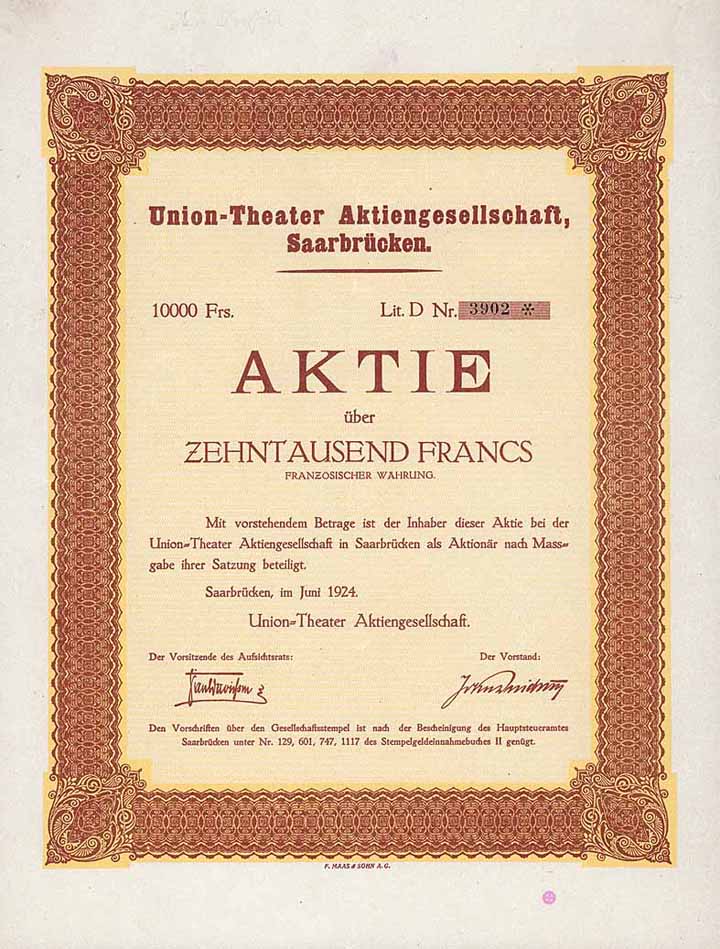 Union-Theater Aktiengesellschaft,
Saarbrücken.
10000 Frs. Lit. D Nr. 3902 ✻
AKTIE
über
ZEHNTAUSEND FRANCS
FRANZÖSISCHER WÄHRUNG.
Mit vorstehendem Betrage ist der Inhaber dieser Aktie bei der
Union-Theater Aktiengesellschaft in Saarbrücken als Aktionär nach Mass-
gabe ihrer Satzung beteiligt.
Saarbrücken, im Juni 1924.
Union-Theater Aktiengesellschaft.
Der Vorsitzende des Aufsichtsrats: Der Vorstand:
Den Vorschriften über den Gesellschaftsstempel ist nach der Bescheinigung des Hauptsteueramtes
Saarbrücken unter Nr. 129, 601, 747, 1117 des Stempelgeldeinnahmebuches II genügt.
F. MAAS & SOHN A. G.